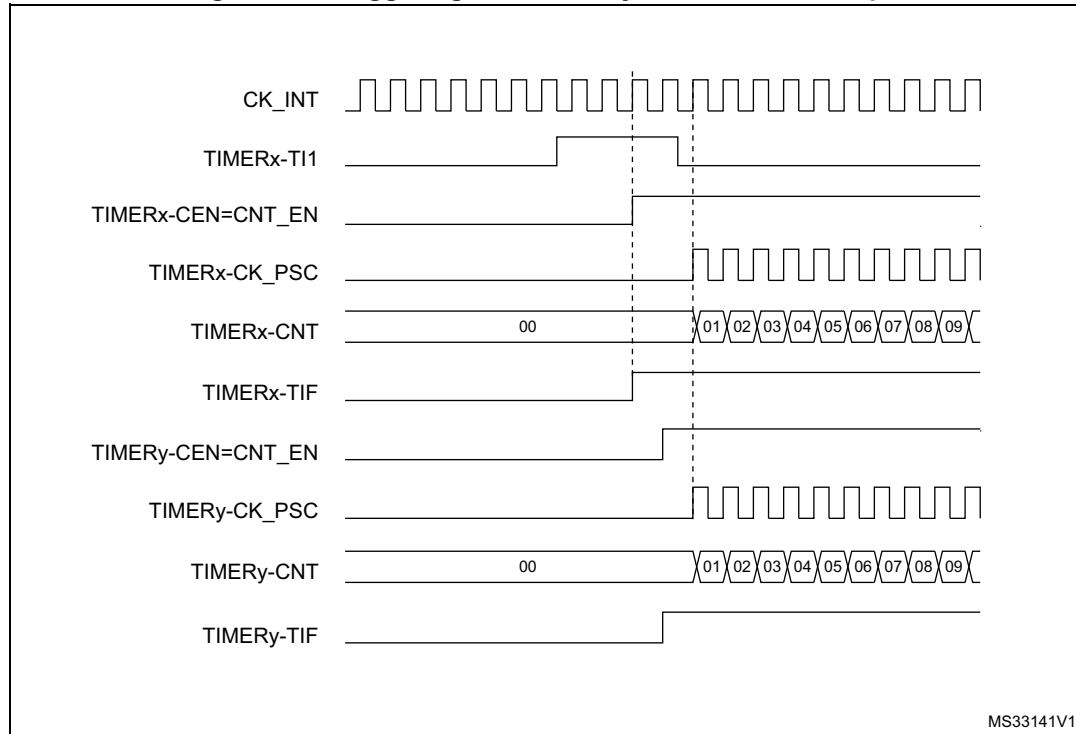 CK_INT
TIMERx-TI1
TIMERx-CEN=CNT_EN
TIMERx-CK_PSC
TIMERx-CNT 00 01 02 03 04 05 06 07 08 09
TIMERx-TIF
TIMERy-CEN=CNT_EN
TIMERy-CK_PSC
TIMERy-CNT 00 01 02 03 04 05 06 07 08 09
TIMERy-TIF
MS33141V1